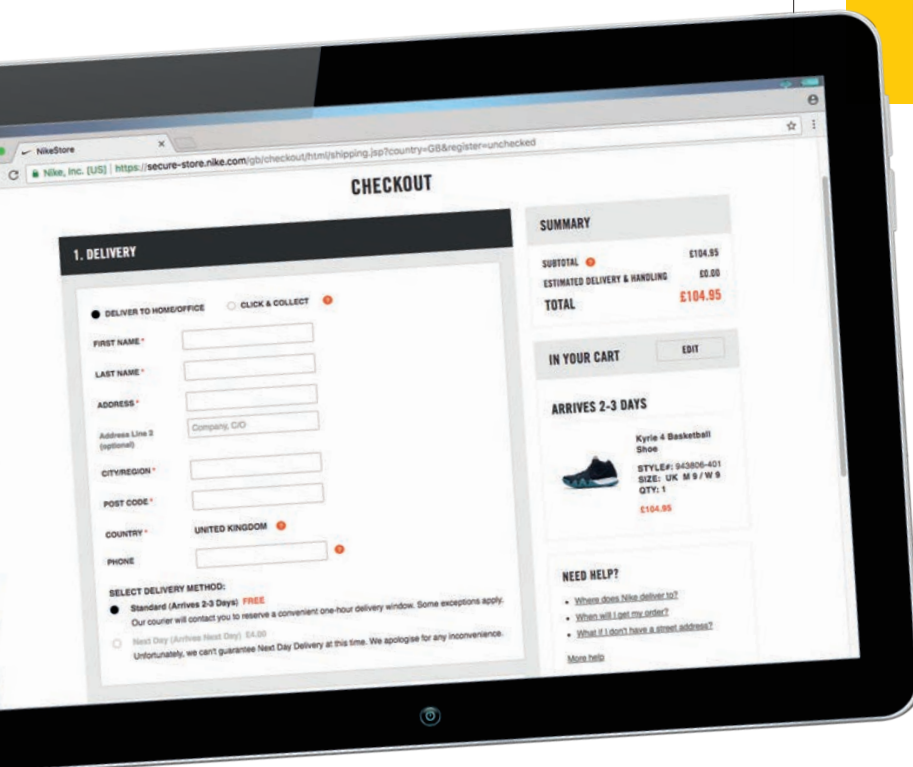 NikeStore
Nike, Inc. [US] | https://secure-store.nike.com/gb/checkout/html/shipping.jsp?country=GB&register=unchecked
CHECKOUT
1. DELIVERY
DELIVER TO HOME/OFFICE
CLICK & COLLECT
FIRST NAME *
LAST NAME *
ADDRESS *
Address Line 2
(optional)
Company, C/O
CITY/REGION *
POST CODE *
COUNTRY *
UNITED KINGDOM
PHONE
SELECT DELIVERY METHOD:
Standard (Arrives 2-3 Days) FREE
Our courier will contact you to reserve a convenient one-hour delivery window. Some exceptions apply.
Next Day (Arrives Next Day) £4.00
Unfortunately, we can't guarantee Next Day Delivery at this time. We apologise for any inconvenience.
SUMMARY
SUBTOTAL ? £104.95
ESTIMATED DELIVERY & HANDLING £0.00
TOTAL £104.95
IN YOUR CART
EDIT
ARRIVES 2-3 DAYS
Kyrie 4 Basketball
Shoe
STYLE#: 943806-401
SIZE: UK M 9 / W 9
QTY: 1
£104.95
NEED HELP?
Where does Nike deliver to?
When will I get my order?
What if I don't have a street address?
More help